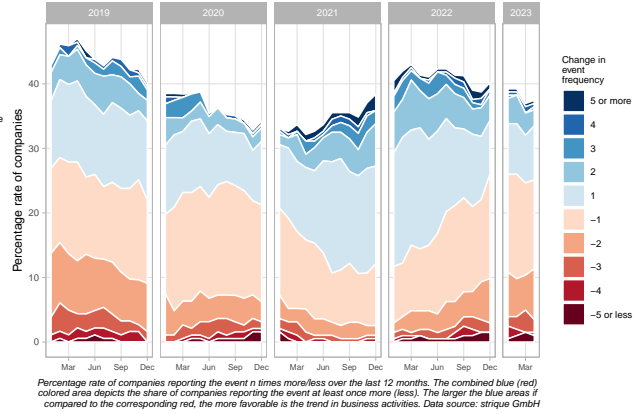 2019
2020
2021
2022
2023
Percentage rate of companies
40
30
20
10
0
Mar
Jun
Sep
Dec
Mar
Jun
Sep
Dec
Mar
Jun
Sep
Dec
Mar
Jun
Sep
Dec
Mar
Change in
event
frequency
5 or more
4
3
2
1
−1
−2
−3
−4
−5 or less
Percentage rate of companies reporting the event n times more/less over the last 12 months. The combined blue (red)
colored area depicts the share of companies reporting the event at least once more (less). The larger the blue areas if
compared to the corresponding red, the more favorable is the trend in business activities. Data source: strique GmbH